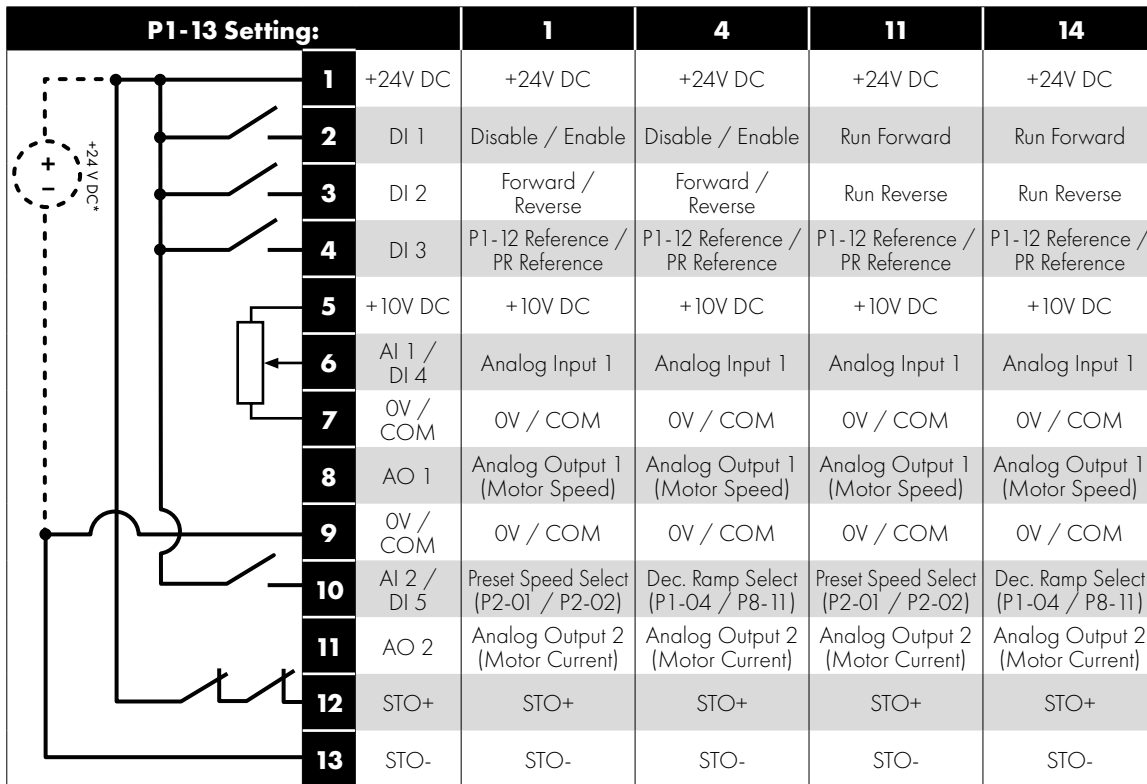 P1-13 Setting: 1 4 11 14
1 +24V DC +24V DC +24V DC +24V DC +24V DC
2 DI 1 Disable / Enable Disable / Enable Run Forward Run Forward
+ − +24 V DC*
3 DI 2 Forward / Reverse Forward / Reverse Run Reverse Run Reverse
4 DI 3 P1-12 Reference / PR Reference P1-12 Reference / PR Reference P1-12 Reference / PR Reference P1-12 Reference / PR Reference
5 +10V DC +10V DC +10V DC +10V DC +10V DC
6 AI 1 / DI 4 Analog Input 1 Analog Input 1 Analog Input 1 Analog Input 1
7 0V / COM 0V / COM 0V / COM 0V / COM 0V / COM
8 AO 1 Analog Output 1 (Motor Speed) Analog Output 1 (Motor Speed) Analog Output 1 (Motor Speed) Analog Output 1 (Motor Speed)
9 0V / COM 0V / COM 0V / COM 0V / COM 0V / COM
10 AI 2 / DI 5 Preset Speed Select (P2-01 / P2-02) Dec. Ramp Select (P1-04 / P8-11) Preset Speed Select (P2-01 / P2-02) Dec. Ramp Select (P1-04 / P8-11)
11 AO 2 Analog Output 2 (Motor Current) Analog Output 2 (Motor Current) Analog Output 2 (Motor Current) Analog Output 2 (Motor Current)
12 STO+ STO+ STO+ STO+ STO+
13 STO- STO- STO- STO- STO-